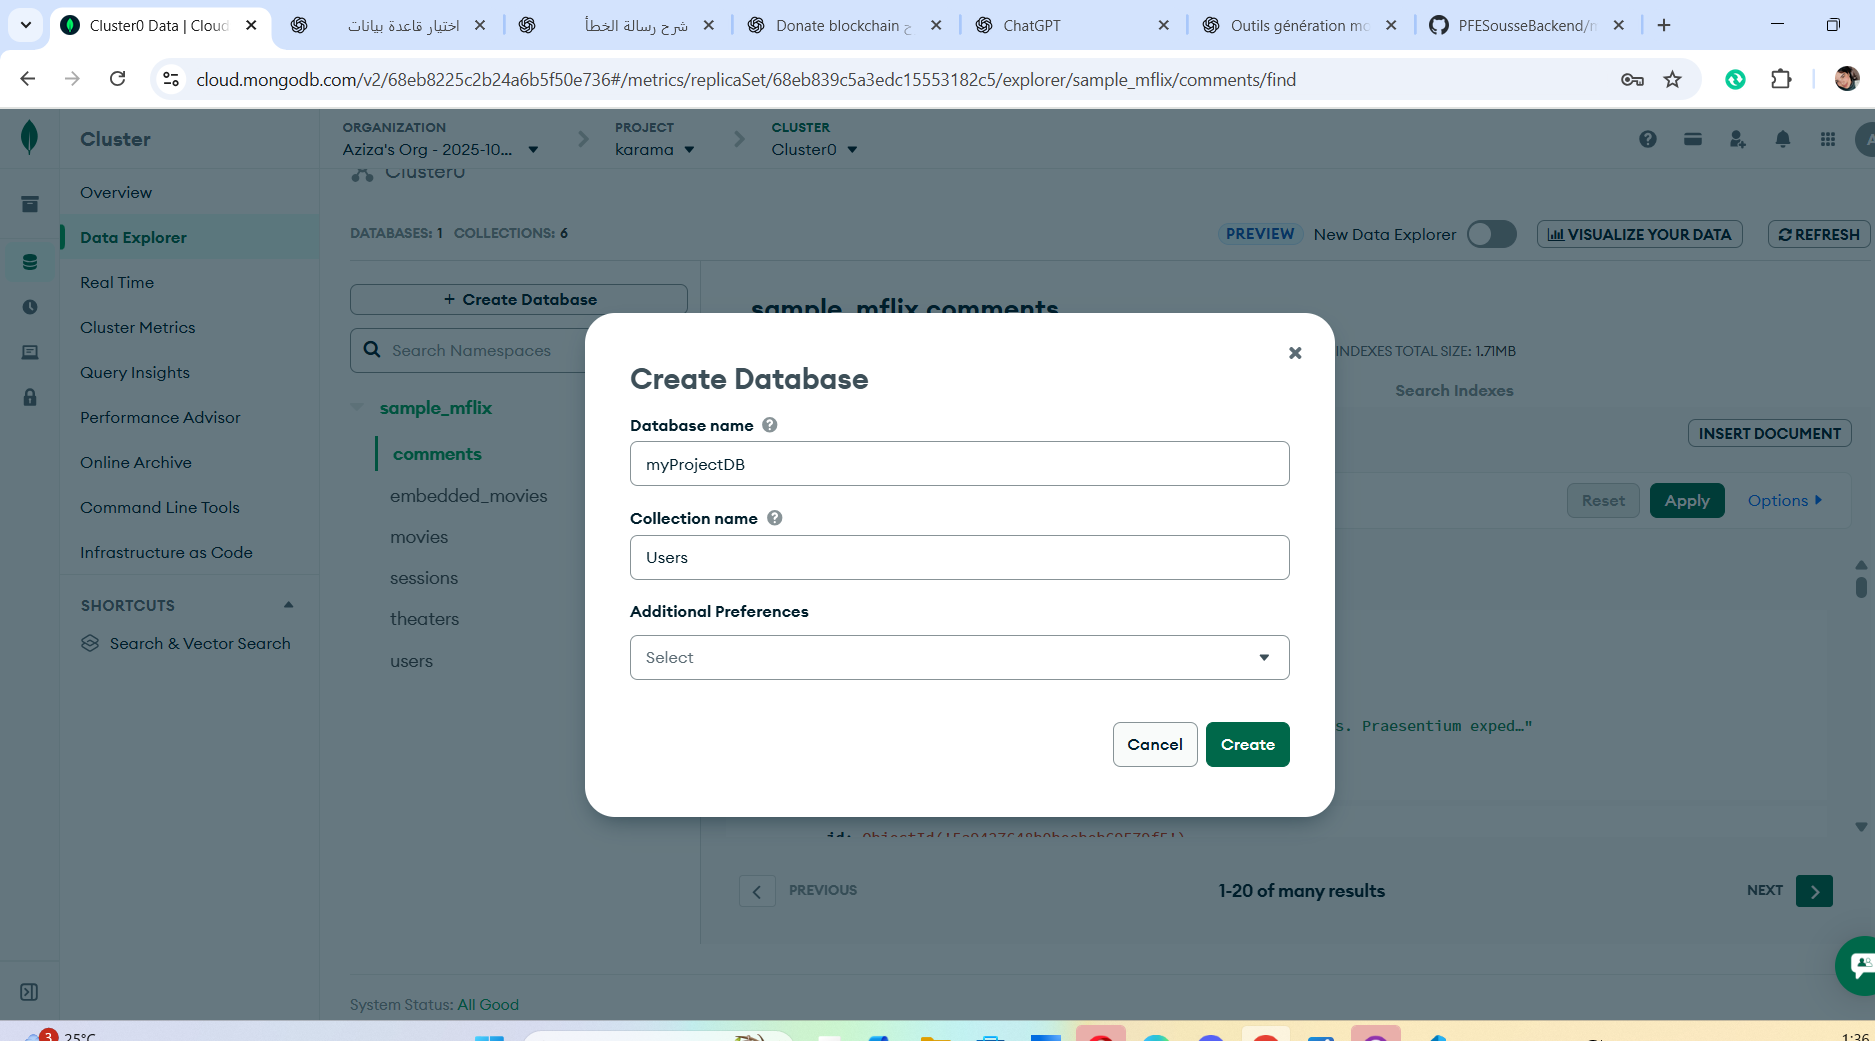 Cluster0 Data | Cloud
اختيار قاعدة بيانات
شرح رسالة الخطأ
Donate blockchain
ChatGPT
Outils génération mo
PFESousseBackend/m
cloud.mongodb.com/v2/68eb8225c2b24a6b5f50e736#/metrics/replicaSet/68eb839c5a3edc15553182c5/explorer/sample_mflix/comments/find
Cluster
ORGANIZATION
Aziza's Org - 2025-10...
PROJECT
karama
CLUSTER
Cluster0
Cluster0
Overview
Data Explorer
Real Time
Cluster Metrics
Query Insights
Performance Advisor
Online Archive
Command Line Tools
Infrastructure as Code
SHORTCUTS
Search & Vector Search
DATABASES: 1 COLLECTIONS: 6
PREVIEW New Data Explorer
VISUALIZE YOUR DATA
REFRESH
+ Create Database
Search Namespaces
sample_mflix
comments
embedded_movies
movies
sessions
theaters
users
sample_mflix.comments
INDEXES TOTAL SIZE: 1.71MB
Search Indexes
INSERT DOCUMENT
Reset
Apply
Options
Create Database
Database name
myProjectDB
Collection name
Users
Additional Preferences
Select
Cancel
Create
s. Praesentium exped…"
PREVIOUS
1-20 of many results
NEXT
System Status: All Good
3
25°C
1:36